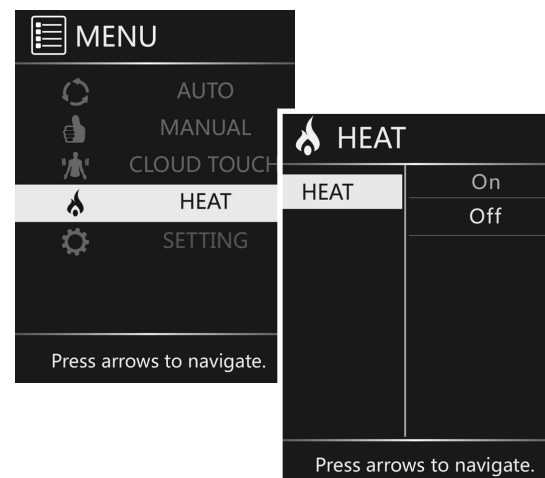 MENU
AUTO
MANUAL
CLOUD TOUCH
HEAT
SETTING
Press arrows to navigate.
HEAT
HEAT
On
Off
Press arrows to navigate.